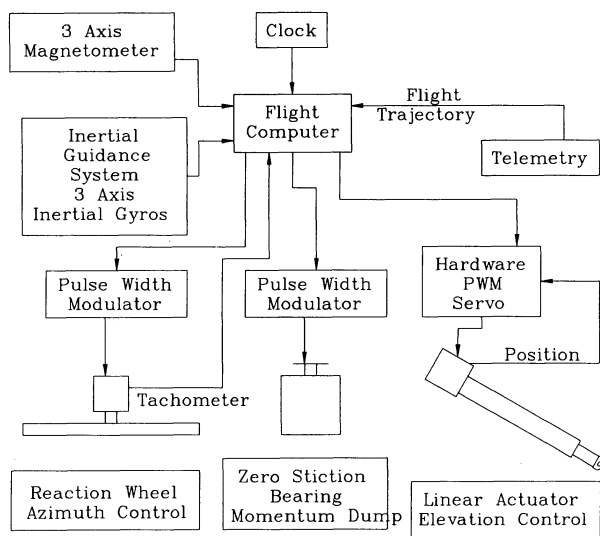 3 Axis
Magnetometer
Clock
Flight
Computer
Flight
Trajectory
Telemetry
Inertial
Guidance
System
3 Axis
Inertial Gyros
Pulse Width
Modulator
Pulse Width
Modulator
Hardware
PWM
Servo
Position
Tachometer
Reaction Wheel
Azimuth Control
Zero Stiction
Bearing
Momentum Dump
Linear Actuator
Elevation Control